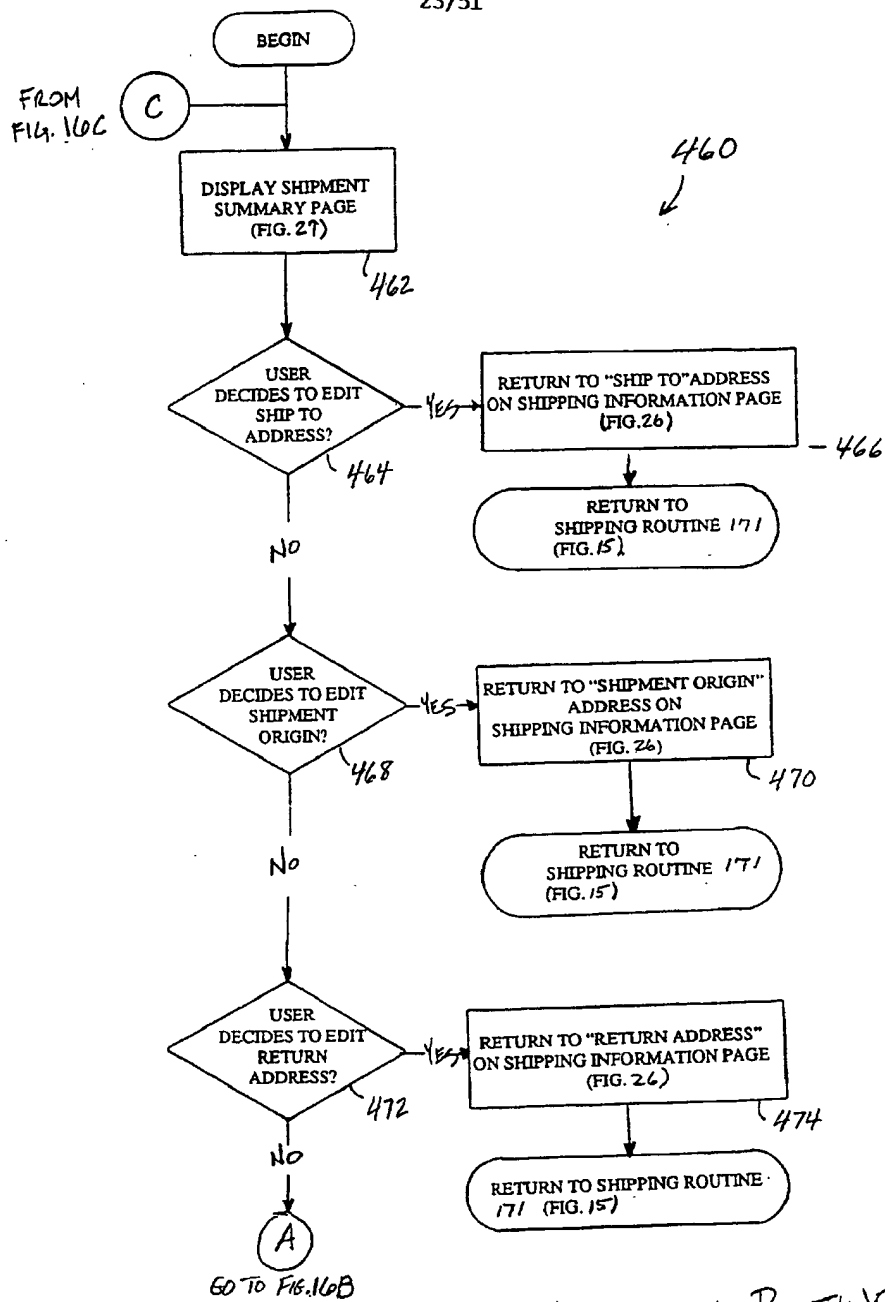 23/51
BEGIN
FROM
FIG. 16C
C
460
DISPLAY SHIPMENT
SUMMARY PAGE
(FIG. 27)
462
USER
DECIDES TO EDIT
SHIP TO
ADDRESS?
464
YES
RETURN TO "SHIP TO" ADDRESS
ON SHIPPING INFORMATION PAGE
(FIG.26)
466
RETURN TO
SHIPPING ROUTINE 171
(FIG.15)
NO
USER
DECIDES TO EDIT
SHIPMENT
ORIGIN?
468
YES
RETURN TO "SHIPMENT ORIGIN"
ADDRESS ON
SHIPPING INFORMATION PAGE
(FIG. 26)
470
RETURN TO
SHIPPING ROUTINE 171
(FIG.15)
NO
USER
DECIDES TO EDIT
RETURN
ADDRESS?
472
YES
RETURN TO "RETURN ADDRESS"
ON SHIPPING INFORMATION PAGE
(FIG. 26)
474
RETURN TO SHIPPING ROUTINE
171 (FIG.15)
NO
A
GO TO FIG.16B